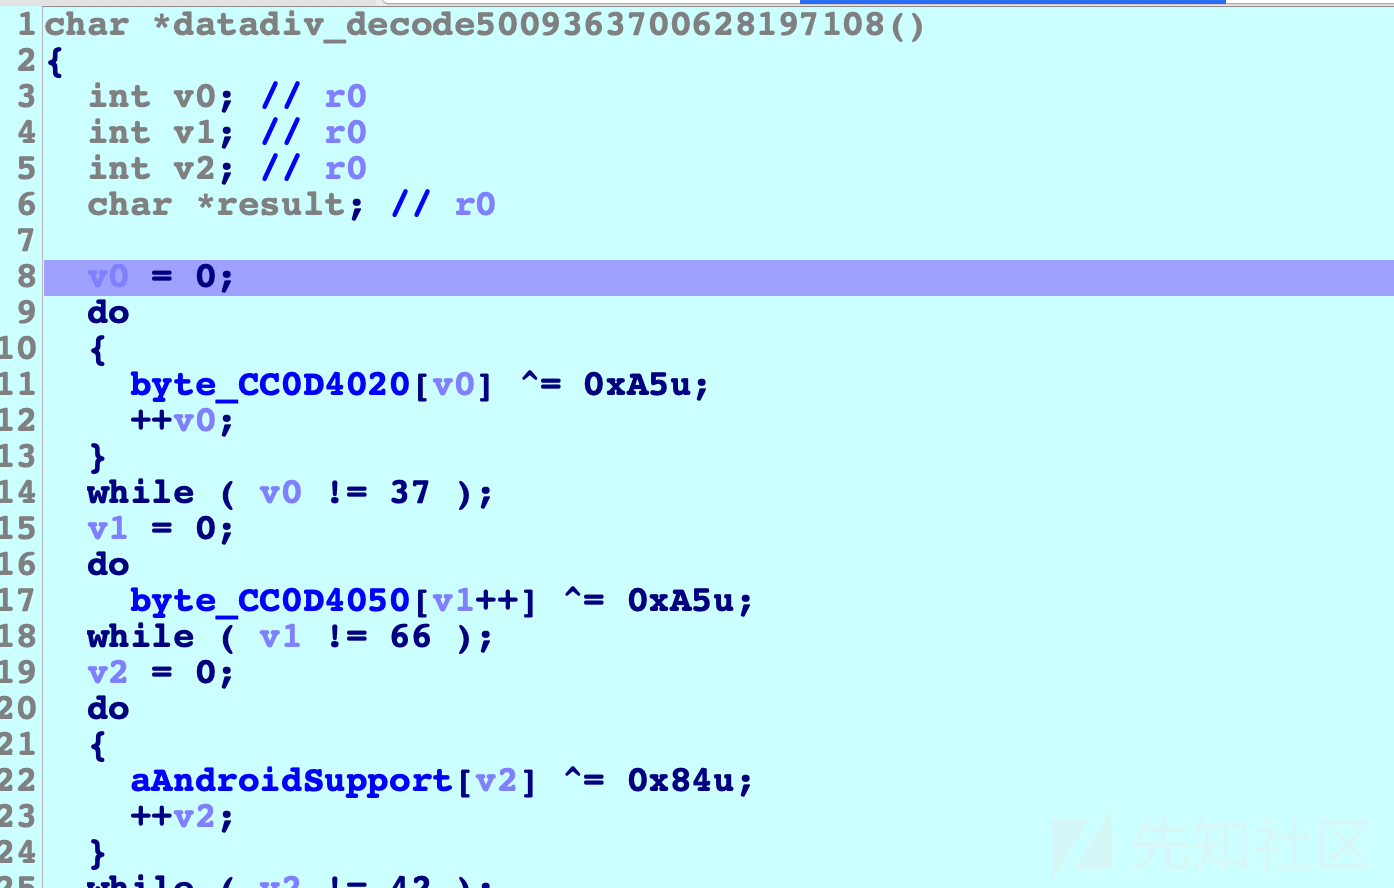 1 char *datadiv_decode5009363700628197108()
2 {
3 int v0; // r0
4 int v1; // r0
5 int v2; // r0
6 char *result; // r0
7
8 v0 = 0;
9 do
10 {
11 byte_CC0D4020[v0] ^= 0xA5u;
12 ++v0;
13 }
14 while ( v0 != 37 );
15 v1 = 0;
16 do
17 byte_CC0D4050[v1++] ^= 0xA5u;
18 while ( v1 != 66 );
19 v2 = 0;
20 do
21 {
22 aAndroidSupport[v2] ^= 0x84u;
23 ++v2;
24 }
25 while ( v2 != 42 );
先知社区